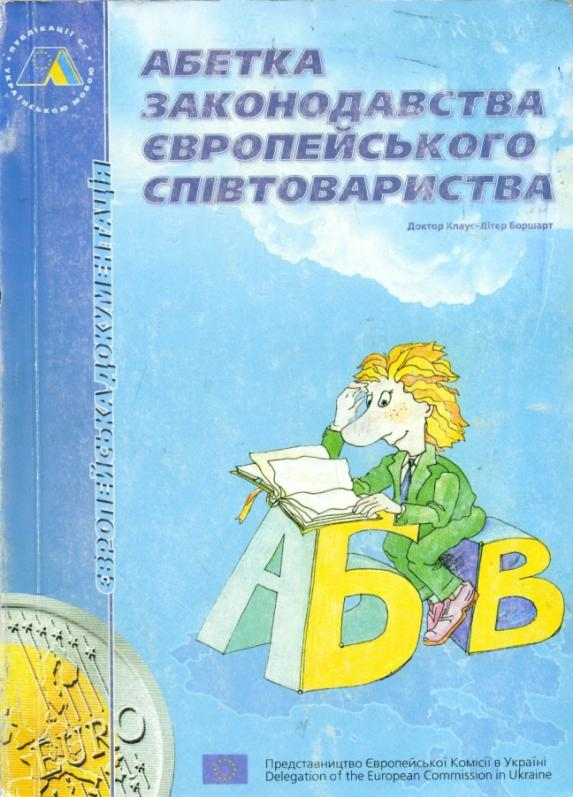 ПУБЛІКАЦІЇ ЄС
УКРАЇНСЬКОЮ МОВОЮ
АБЕТКА
ЗАКОНОДАВСТВА
ЄВРОПЕЙСЬКОГО
СПІВТОВАРИСТВА
Доктор Клаус-Дітер Боршарт
ЄВРОПЕЙСЬКА ДОКУМЕНТАЦІЯ
АБВ
EURO
Представництво Європейської Комісії в Україні
Delegation of the European Commission in Ukraine